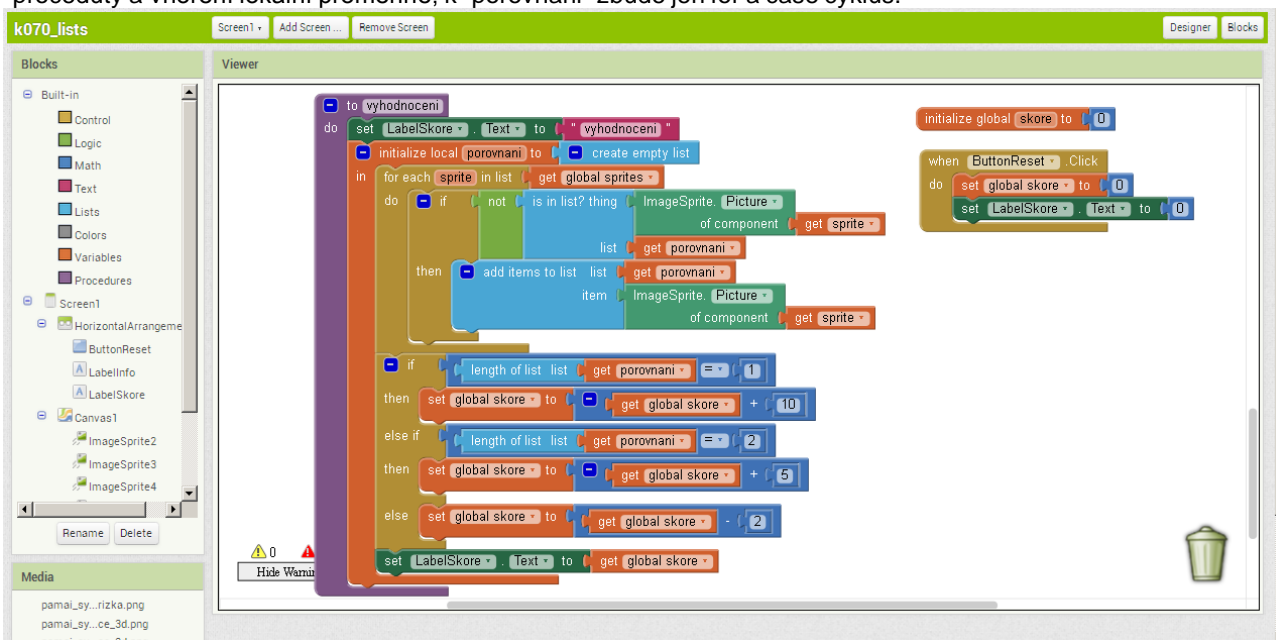 k070_lists
Screen1 Add Screen ... Remove Screen
Designer Blocks
Blocks
Viewer
Built-in
Control
Logic
Math
Text
Lists
Colors
Variables
Procedures
Screen1
HorizontalArrangeme
ButtonReset
LabelInfo
LabelSkore
Canvas1
ImageSprite2
ImageSprite3
ImageSprite4
Rename Delete
Media
pamai_sy...rizka.png
pamai_sy...ce_3d.png
to vyhodnoceni
do set LabelSkore . Text to " vyhodnoceni "
initialize local porovnani to create empty list
in for each sprite in list get global sprites
do if not is in list? thing ImageSprite. Picture
of component get sprite
list get porovnani
then add items to list list get porovnani
item ImageSprite. Picture
of component get sprite
if length of list list get porovnani = 1
then set global skore to get global skore + 10
else if length of list list get porovnani = 2
then set global skore to get global skore + 5
else set global skore to get global skore - 2
set LabelSkore . Text to get global skore
0
Hide Warnin
initialize global skore to 0
when ButtonReset .Click
do set global skore to 0
set LabelSkore . Text to 0